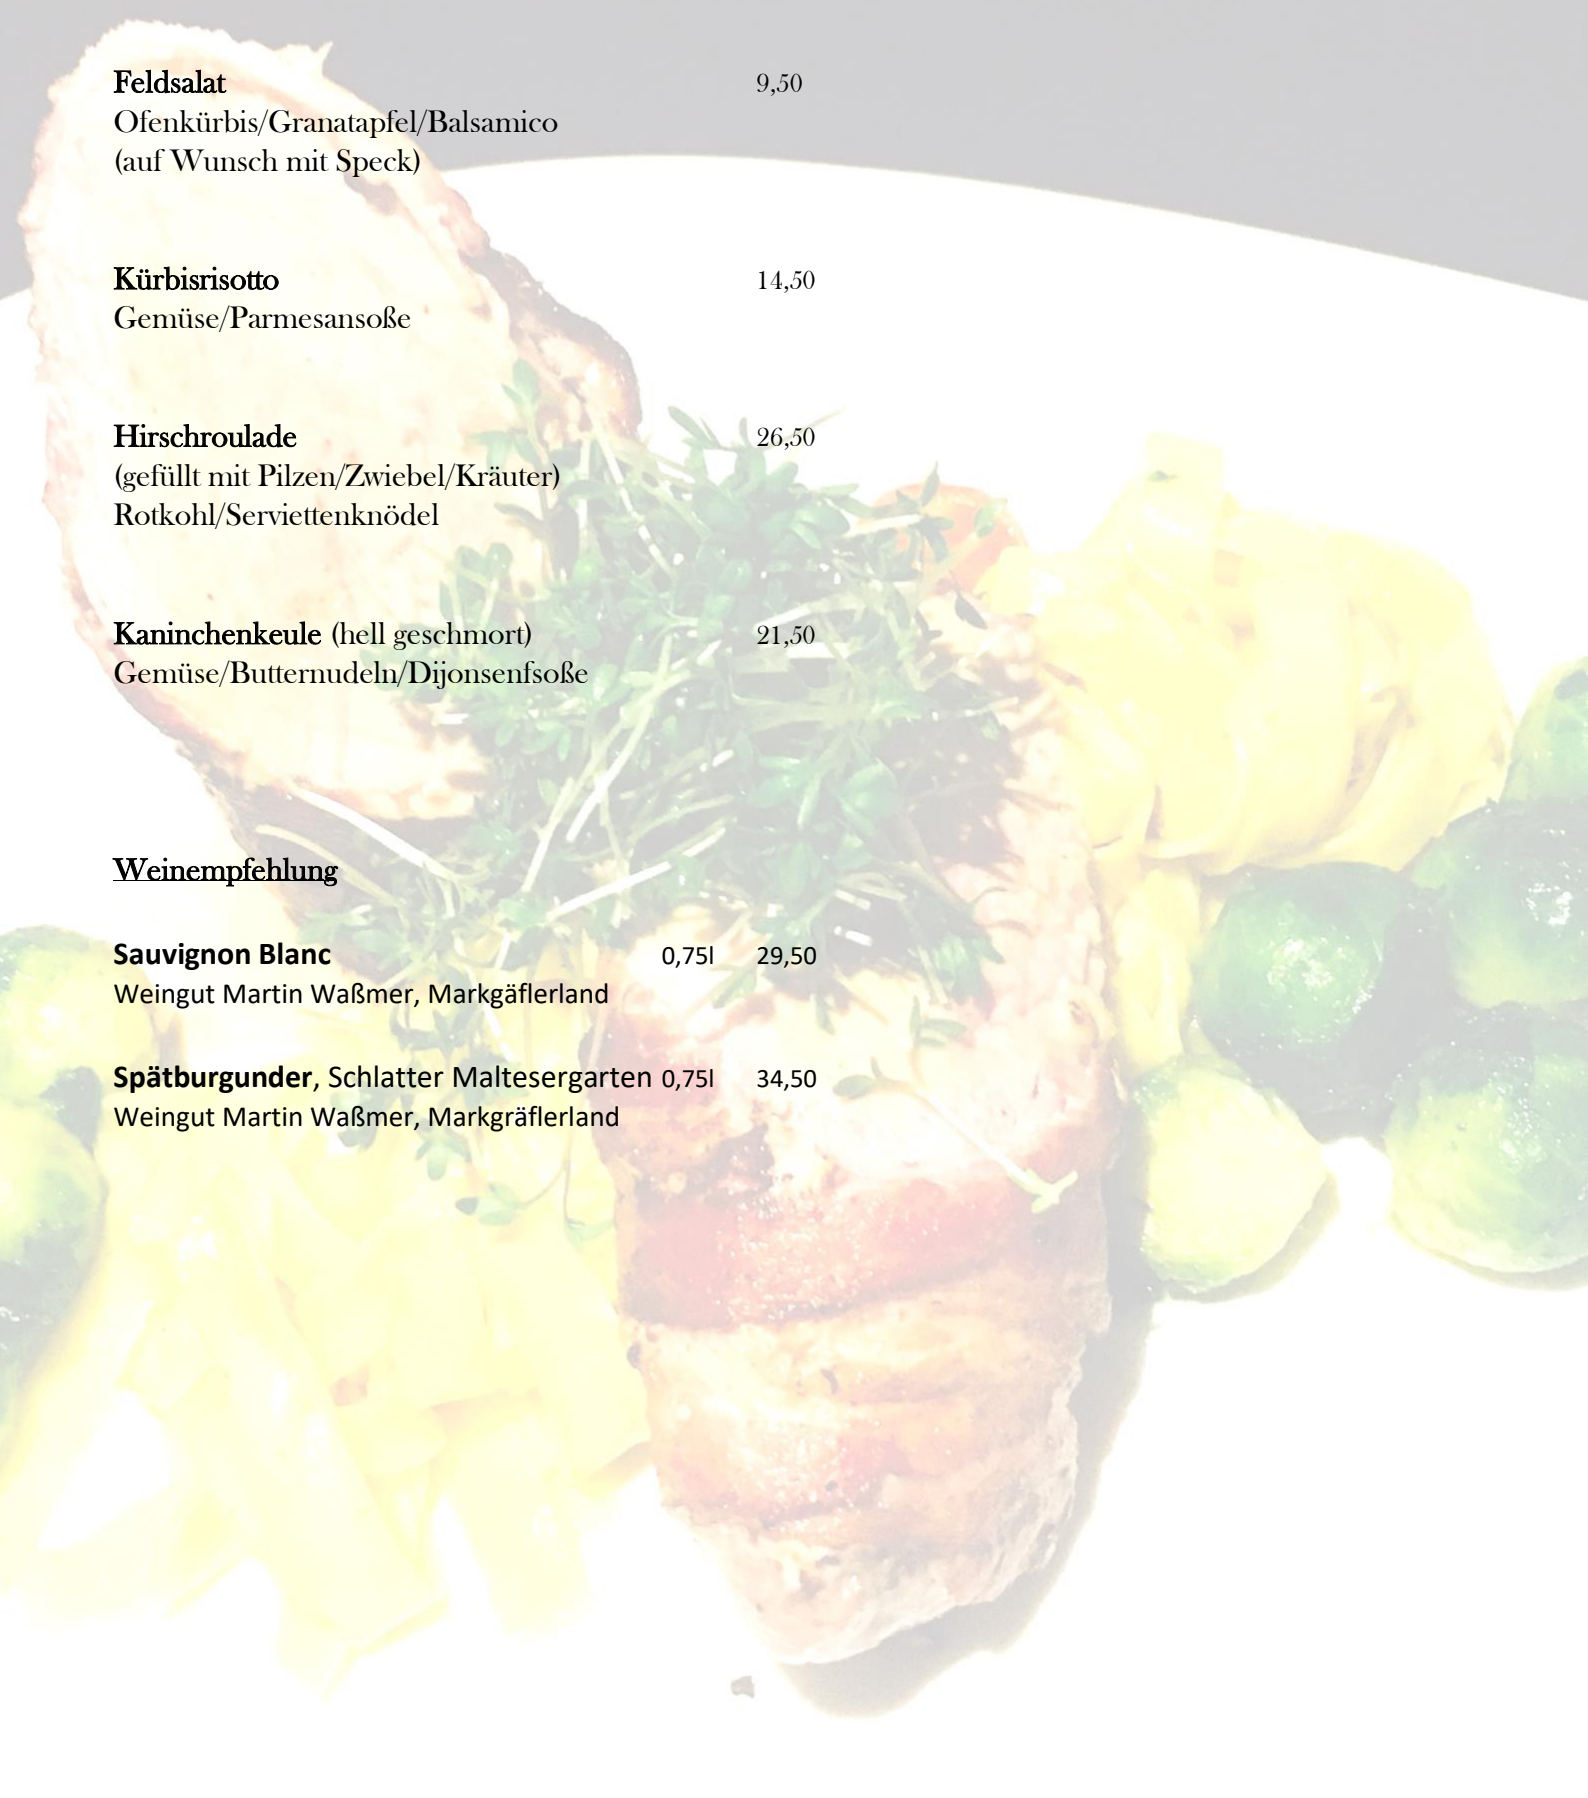 Feldsalat 9,50
Ofenkürbis/Granatapfel/Balsamico
(auf Wunsch mit Speck)
Kürbisrisotto 14,50
Gemüse/Parmesansoße
Hirschroulade 26,50
(gefüllt mit Pilzen/Zwiebel/Kräuter)
Rotkohl/Serviettenknödel
Kaninchenkeule (hell geschmort) 21,50
Gemüse/Butternudeln/Dijonsenfsoße
Weinempfehlung
Sauvignon Blanc 0,75l 29,50
Weingut Martin Waßmer, Markgäflerland
Spätburgunder, Schlatter Maltesergarten 0,75l 34,50
Weingut Martin Waßmer, Markgräflerland